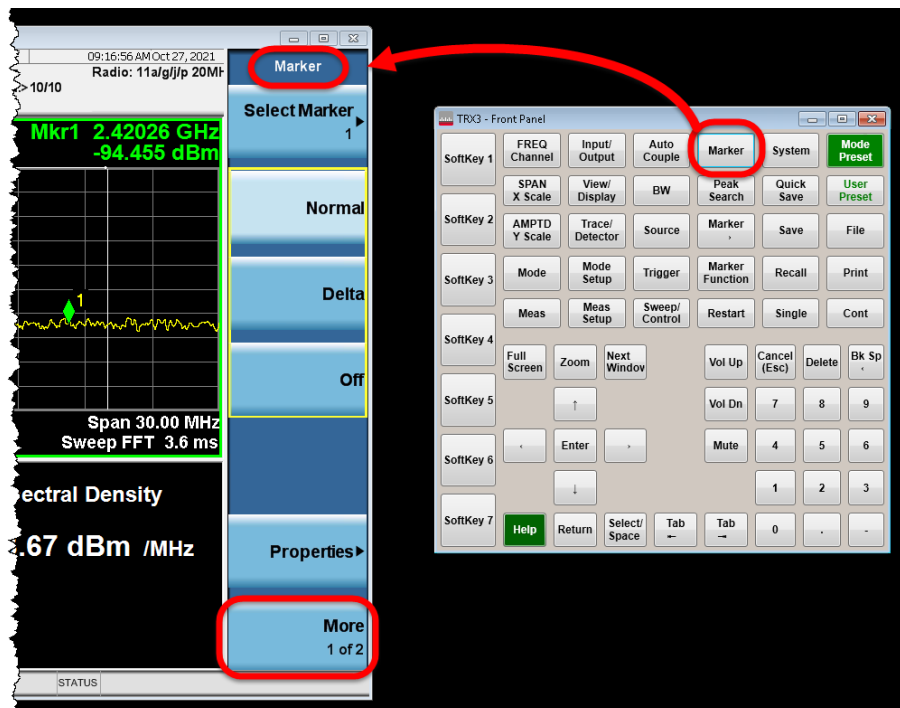 09:16:56 AM Oct 27, 2021
Radio: 11a/g/j/p 20MH
> 10/10
Mkr1 2.42026 GHz
-94.455 dBm
1
Span 30.00 MHz
Sweep FFT 3.6 ms
ectral Density
.67 dBm /MHz
STATUS
Marker
Select Marker
1
Normal
Delta
Off
Properties
More
1 of 2
TRX3 - Front Panel
SoftKey 1
SoftKey 2
SoftKey 3
SoftKey 4
SoftKey 5
SoftKey 6
SoftKey 7
FREQ Channel
Input/ Output
Auto Couple
Marker
System
Mode Preset
SPAN X Scale
View/ Display
BW
Peak Search
Quick Save
User Preset
AMPTD Y Scale
Trace/ Detector
Source
Marker ›
Save
File
Mode
Mode Setup
Trigger
Marker Function
Recall
Print
Meas
Meas Setup
Sweep/ Control
Restart
Single
Cont
Full Screen
Zoom
Next Window
Vol Up
Cancel (Esc)
Delete
Bk Sp ‹
↑
Vol Dn
7
8
9
‹
Enter
›
Mute
4
5
6
↓
1
2
3
Help
Return
Select/ Space
Tab ←
Tab →
0
.
-